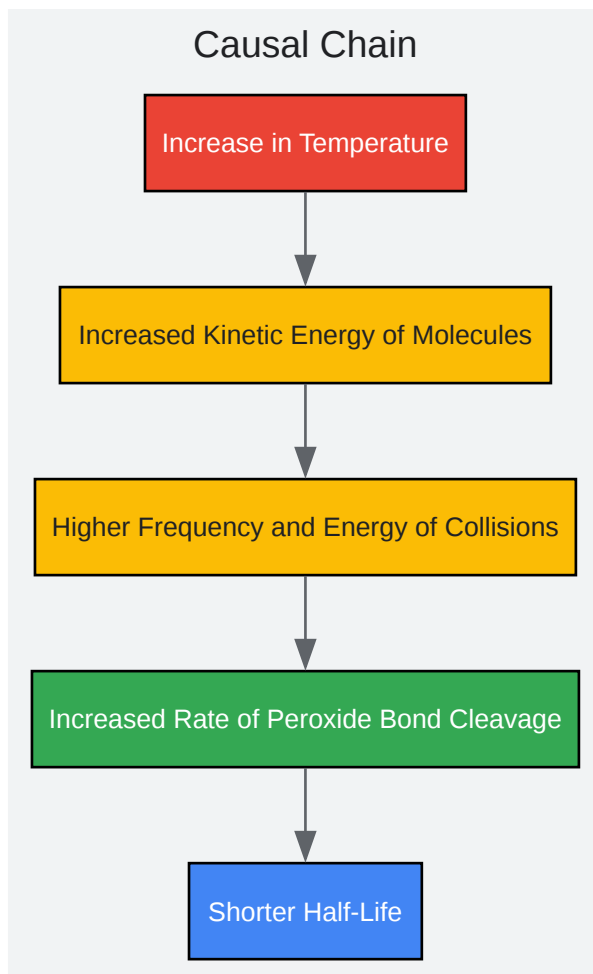 Causal Chain
Increase in Temperature
Increased Kinetic Energy of Molecules
Higher Frequency and Energy of Collisions
Increased Rate of Peroxide Bond Cleavage
Shorter Half-Life